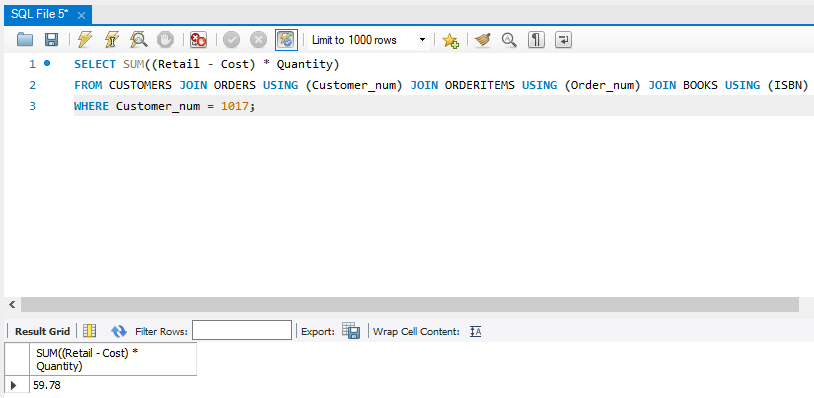 SQL File 5*
Limit to 1000 rows
1 SELECT SUM((Retail - Cost) * Quantity)
2 FROM CUSTOMERS JOIN ORDERS USING (Customer_num) JOIN ORDERITEMS USING (Order_num) JOIN BOOKS USING (ISBN)
3 WHERE Customer_num = 1017;
Result Grid Filter Rows: Export: Wrap Cell Content:
SUM((Retail - Cost) *
Quantity)
59.78